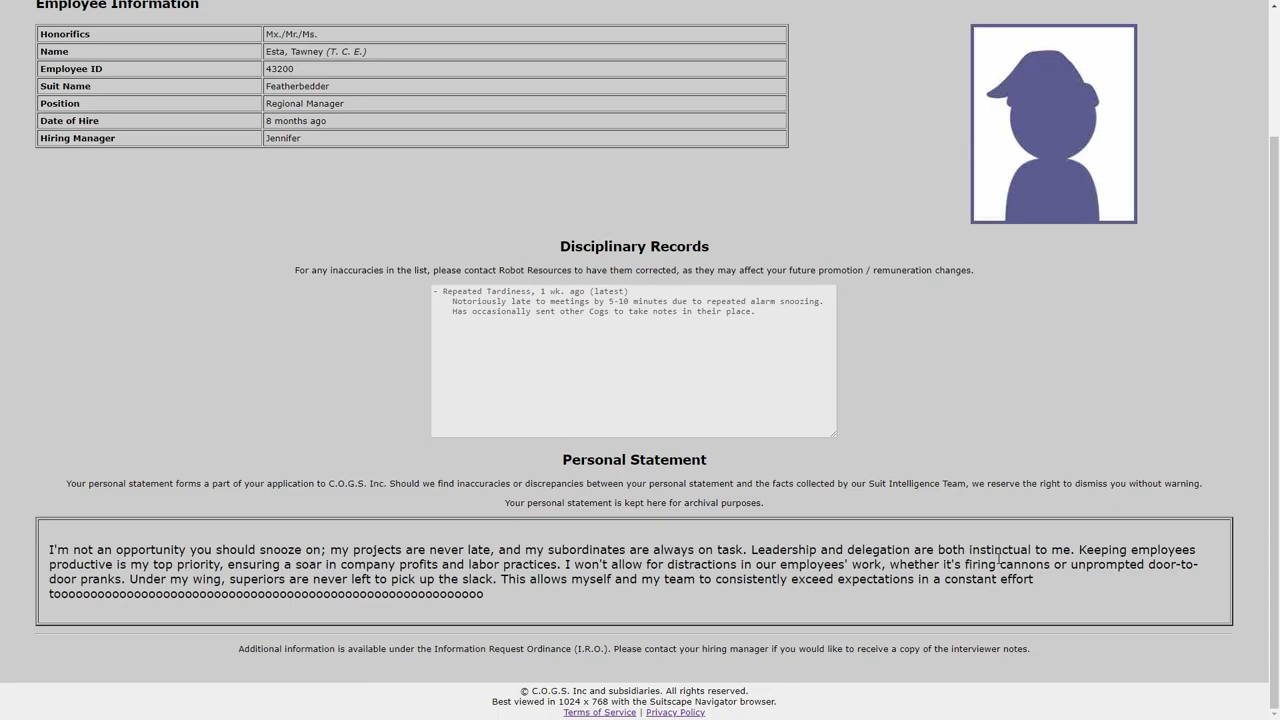 Employee Information
Honorifics Mx./Mr./Ms.
Name Esta, Tawney (T. C. E.)
Employee ID 43200
Suit Name Featherbedder
Position Regional Manager
Date of Hire 8 months ago
Hiring Manager Jennifer
Disciplinary Records
For any inaccuracies in the list, please contact Robot Resources to have them corrected, as they may affect your future promotion / remuneration changes.
- Repeated Tardiness, 1 wk. ago (latest)
Notoriously late to meetings by 5-10 minutes due to repeated alarm snoozing.
Has occasionally sent other Cogs to take notes in their place.
Personal Statement
Your personal statement forms a part of your application to C.O.G.S. Inc. Should we find inaccuracies or discrepancies between your personal statement and the facts collected by our Suit Intelligence Team, we reserve the right to dismiss you without warning.
Your personal statement is kept here for archival purposes.
I'm not an opportunity you should snooze on; my projects are never late, and my subordinates are always on task. Leadership and delegation are both instinctual to me. Keeping employees
productive is my top priority, ensuring a soar in company profits and labor practices. I won't allow for distractions in our employees' work, whether it's firing cannons or unprompted door-to-
door pranks. Under my wing, superiors are never left to pick up the slack. This allows myself and my team to consistently exceed expectations in a constant effort
toooooooooooooooooooooooooooooooooooooooooooooooooooooooooo
Additional information is available under the Information Request Ordinance (I.R.O.). Please contact your hiring manager if you would like to receive a copy of the interviewer notes.
© C.O.G.S. Inc and subsidiaries. All rights reserved.
Best viewed in 1024 x 768 with the Suitscape Navigator browser.
Terms of Service | Privacy Policy